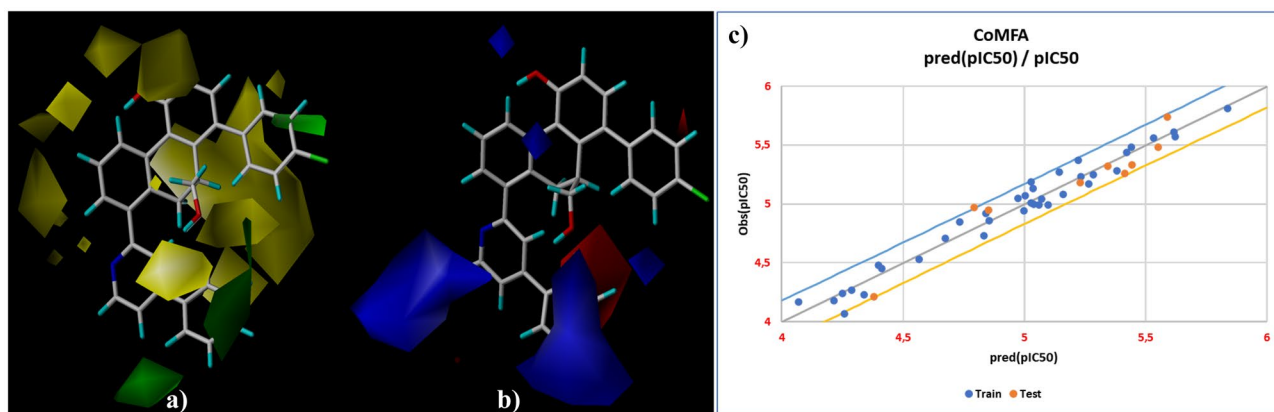 a)
b)
c)
CoMFA
pred(pIC50) / pIC50
6
5,5
5
4,5
4
4
4,5
5
5,5
6
Obs(pIC50)
pred(pIC50)
Train
Test